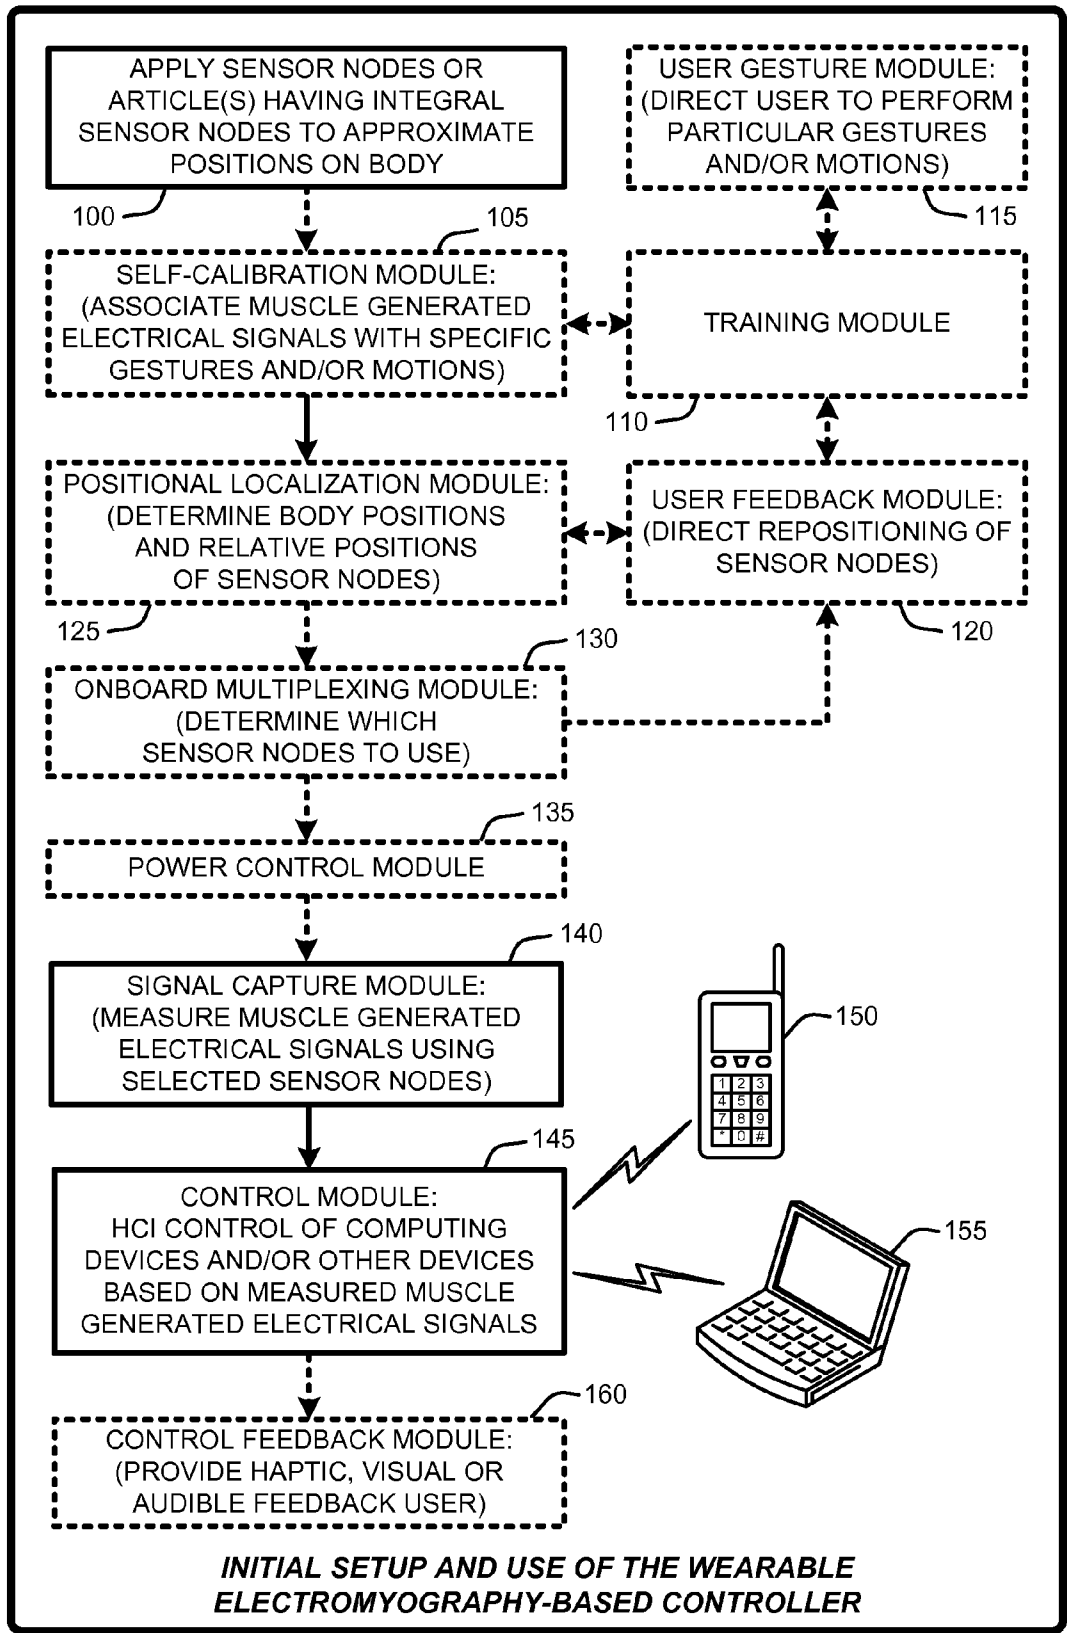 APPLY SENSOR NODES OR
ARTICLE(S) HAVING INTEGRAL
SENSOR NODES TO APPROXIMATE
POSITIONS ON BODY
100
USER GESTURE MODULE:
(DIRECT USER TO PERFORM
PARTICULAR GESTURES
AND/OR MOTIONS)
115
105
SELF-CALIBRATION MODULE:
(ASSOCIATE MUSCLE GENERATED
ELECTRICAL SIGNALS WITH SPECIFIC
GESTURES AND/OR MOTIONS)
TRAINING MODULE
110
POSITIONAL LOCALIZATION MODULE:
(DETERMINE BODY POSITIONS
AND RELATIVE POSITIONS
OF SENSOR NODES)
125
USER FEEDBACK MODULE:
(DIRECT REPOSITIONING OF
SENSOR NODES)
120
130
ONBOARD MULTIPLEXING MODULE:
(DETERMINE WHICH
SENSOR NODES TO USE)
135
POWER CONTROL MODULE
140
SIGNAL CAPTURE MODULE:
(MEASURE MUSCLE GENERATED
ELECTRICAL SIGNALS USING
SELECTED SENSOR NODES)
150
1 2 3
4 5 6
7 8 9
* 0 #
145
CONTROL MODULE:
HCI CONTROL OF COMPUTING
DEVICES AND/OR OTHER DEVICES
BASED ON MEASURED MUSCLE
GENERATED ELECTRICAL SIGNALS
155
160
CONTROL FEEDBACK MODULE:
(PROVIDE HAPTIC, VISUAL OR
AUDIBLE FEEDBACK USER)
INITIAL SETUP AND USE OF THE WEARABLE
ELECTROMYOGRAPHY-BASED CONTROLLER